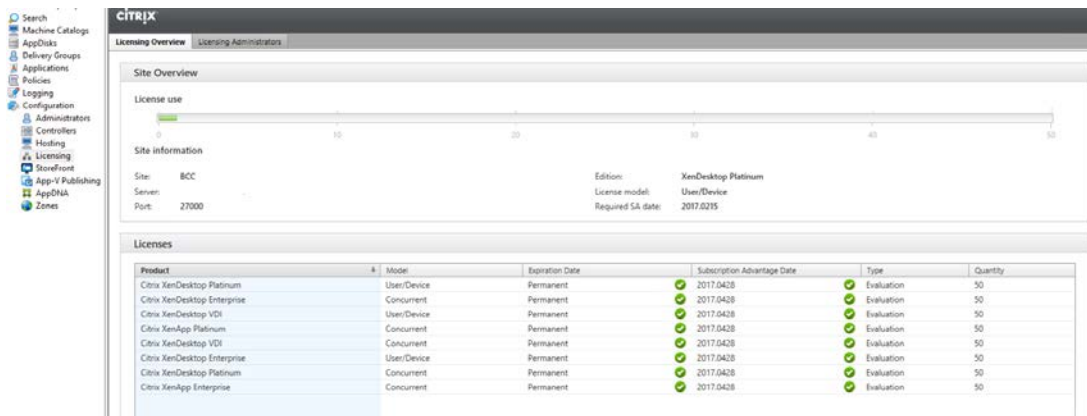 Search
Machine Catalogs
AppDisks
Delivery Groups
Applications
Policies
Logging
Configuration
Administrators
Controllers
Hosting
Licensing
StoreFront
App-V Publishing
AppDNA
Zones
CİTRIX
Licensing Overview Licensing Administrators
Site Overview
License use
0 10 20 30 40 50
Site information
Site: BCC Edition: XenDesktop Platinum
Server: License model: User/Device
Port: 27000 Required SA date: 2017.0215
Licenses
Product Model Expiration Date Subscription Advantage Date Type Quantity
Citrix XenDesktop Platinum User/Device Permanent 2017.0428 Evaluation 50
Citrix XenDesktop Enterprise Concurrent Permanent 2017.0428 Evaluation 50
Citrix XenDesktop VDI User/Device Permanent 2017.0428 Evaluation 50
Citrix XenApp Platinum Concurrent Permanent 2017.0428 Evaluation 50
Citrix XenDesktop VDI Concurrent Permanent 2017.0428 Evaluation 50
Citrix XenDesktop Enterprise User/Device Permanent 2017.0428 Evaluation 50
Citrix XenDesktop Platinum Concurrent Permanent 2017.0428 Evaluation 50
Citrix XenApp Enterprise Concurrent Permanent 2017.0428 Evaluation 50